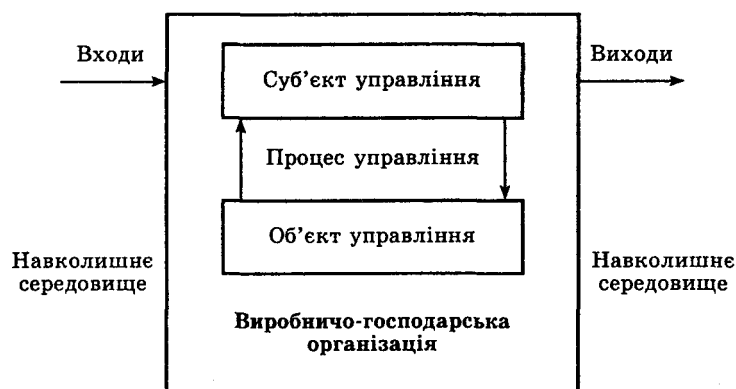 Входи
Суб’єкт управління
Виходи
Процес управління
Об’єкт управління
Навколишнє
середовище
Навколишнє
середовище
Виробничо-господарська
організація